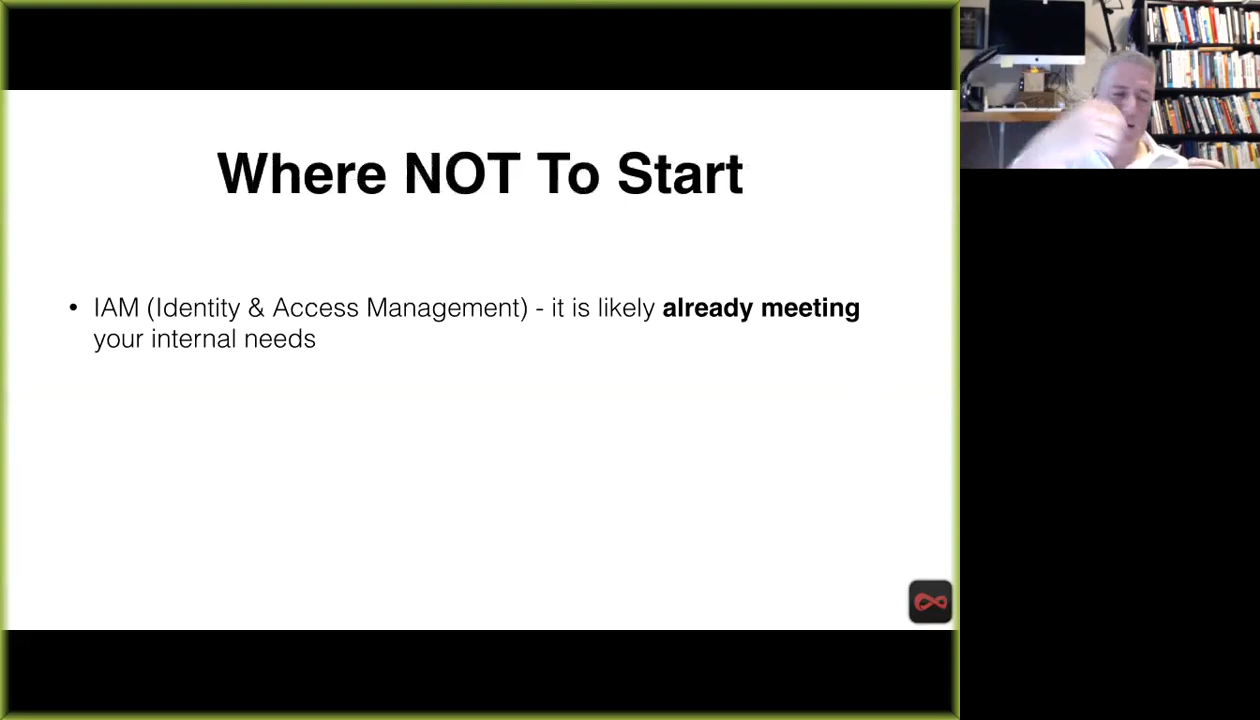 Where NOT To Start
• IAM (Identity & Access Management) - it is likely already meeting
your internal needs